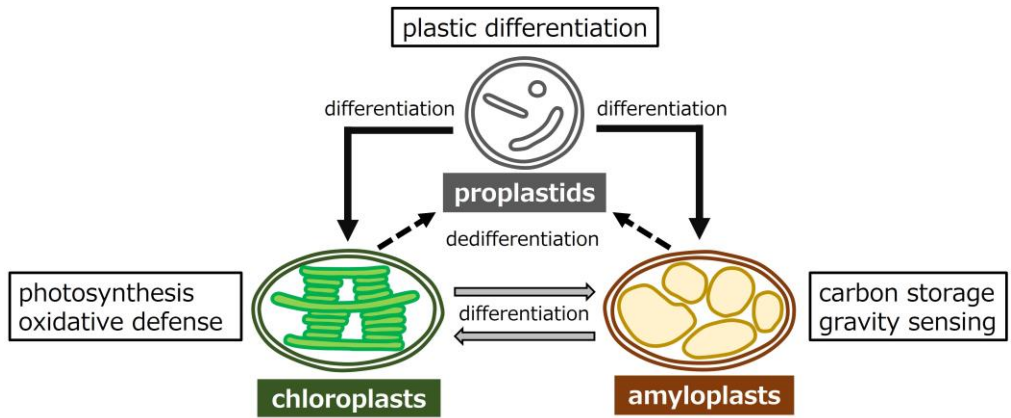 plastic differentiation
differentiation
differentiation
proplastids
dedifferentiation
photosynthesis
oxidative defense
differentiation
carbon storage
gravity sensing
chloroplasts
amyloplasts